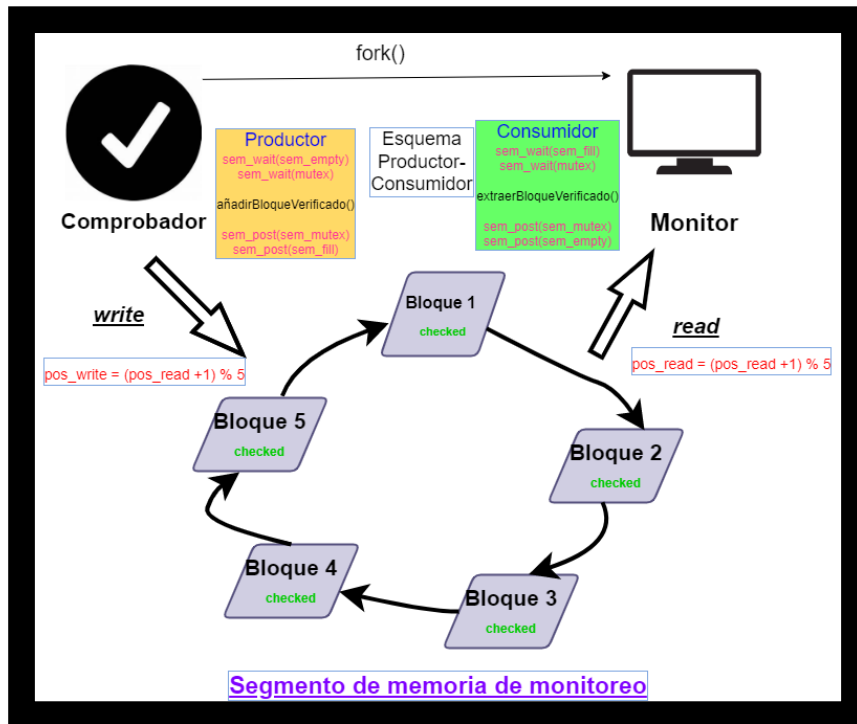 fork()
Productor
sem_wait(sem_empty)
sem_wait(mutex)
añadirBloqueVerificado()
sem_post(sem_mutex)
sem_post(sem_fill)
Esquema
Productor-
Consumidor
Consumidor
sem_wait(sem_fill)
sem_wait(mutex)
extraerBloqueVerificado()
sem_post(sem_mutex)
sem_post(sem_empty)
Comprobador
Monitor
write
pos_write = (pos_read +1) % 5
read
pos_read = (pos_read +1) % 5
Bloque 1
checked
Bloque 2
checked
Bloque 3
checked
Bloque 4
checked
Bloque 5
checked
Segmento de memoria de monitoreo